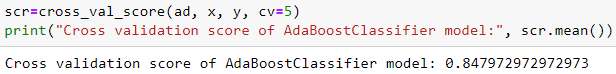 scr=cross_val_score(ad, x, y, cv=5)
print("Cross validation score of AdaBoostClassifier model:", scr.mean())
Cross validation score of AdaBoostClassifier model: 0.847972972972973